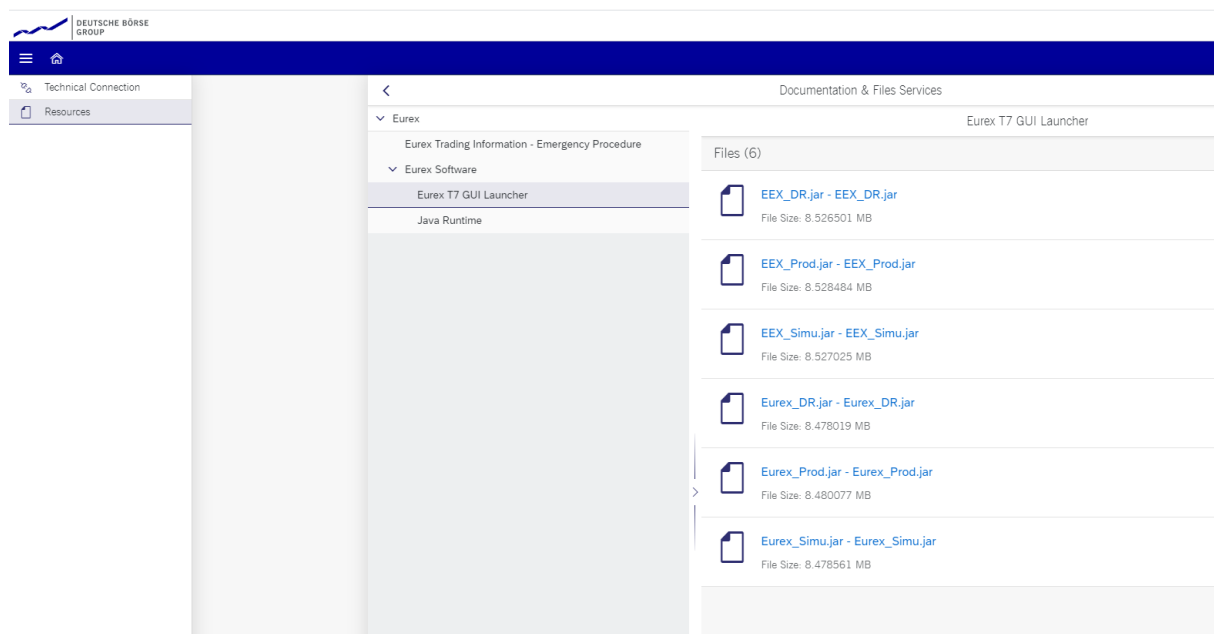 DEUTSCHE BÖRSE
GROUP
Technical Connection
Resources
Documentation & Files Services
Eurex
Eurex Trading Information - Emergency Procedure
Eurex Software
Eurex T7 GUI Launcher
Java Runtime
Eurex T7 GUI Launcher
Files (6)
EEX_DR.jar - EEX_DR.jar
File Size: 8.526501 MB
EEX_Prod.jar - EEX_Prod.jar
File Size: 8.528484 MB
EEX_Simu.jar - EEX_Simu.jar
File Size: 8.527025 MB
Eurex_DR.jar - Eurex_DR.jar
File Size: 8.478019 MB
Eurex_Prod.jar - Eurex_Prod.jar
File Size: 8.480077 MB
Eurex_Simu.jar - Eurex_Simu.jar
File Size: 8.478561 MB